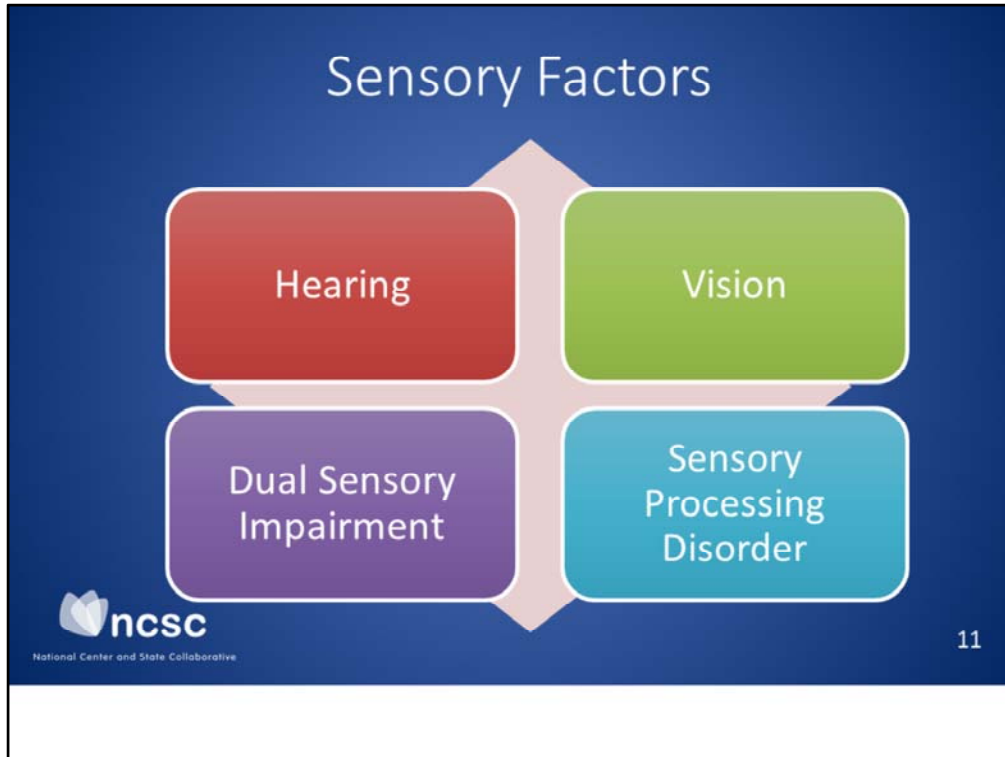 Sensory Factors
Hearing
Vision
Dual Sensory
Impairment
Sensory
Processing
Disorder
ncsc
National Center and State Collaborative
11